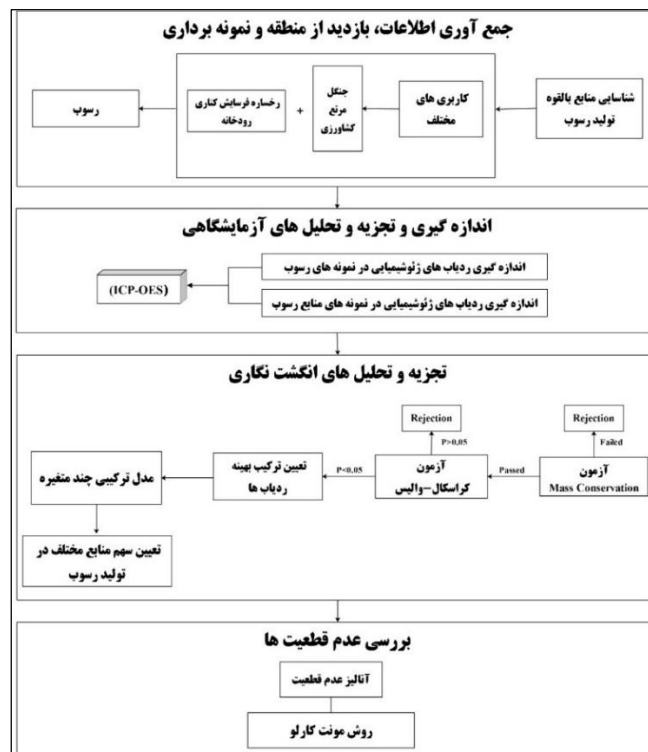 جمع آوری اطلاعات، بازدید از منطقه و نمونه برداری
شناسایی منابع بالقوه
تولید رسوب
کاربری های
مختلف
جنگل
مرتع
کشاورزی
+
رخساره فرسایش کناری
رودخانه
رسوب
اندازه گیری و تجزیه و تحلیل های آزمایشگاهی
اندازه گیری ردیاب های ژئوشیمیایی در نمونه های رسوب
اندازه گیری ردیاب های ژئوشیمیایی در نمونه های منابع رسوب
(ICP-OES)
تجزیه و تحلیل های انگشت نگاری
Rejection
Rejection
Failed
P>0.05
آزمون
Mass Conservation
Passed
آزمون
کراسکال-والیس
P<0.05
تعیین ترکیب بهینه
ردیاب ها
مدل ترکیبی چند متغیره
تعیین سهم منابع مختلف در
تولید رسوب
بررسی عدم قطعیت ها
آنالیز عدم قطعیت
روش مونت کارلو